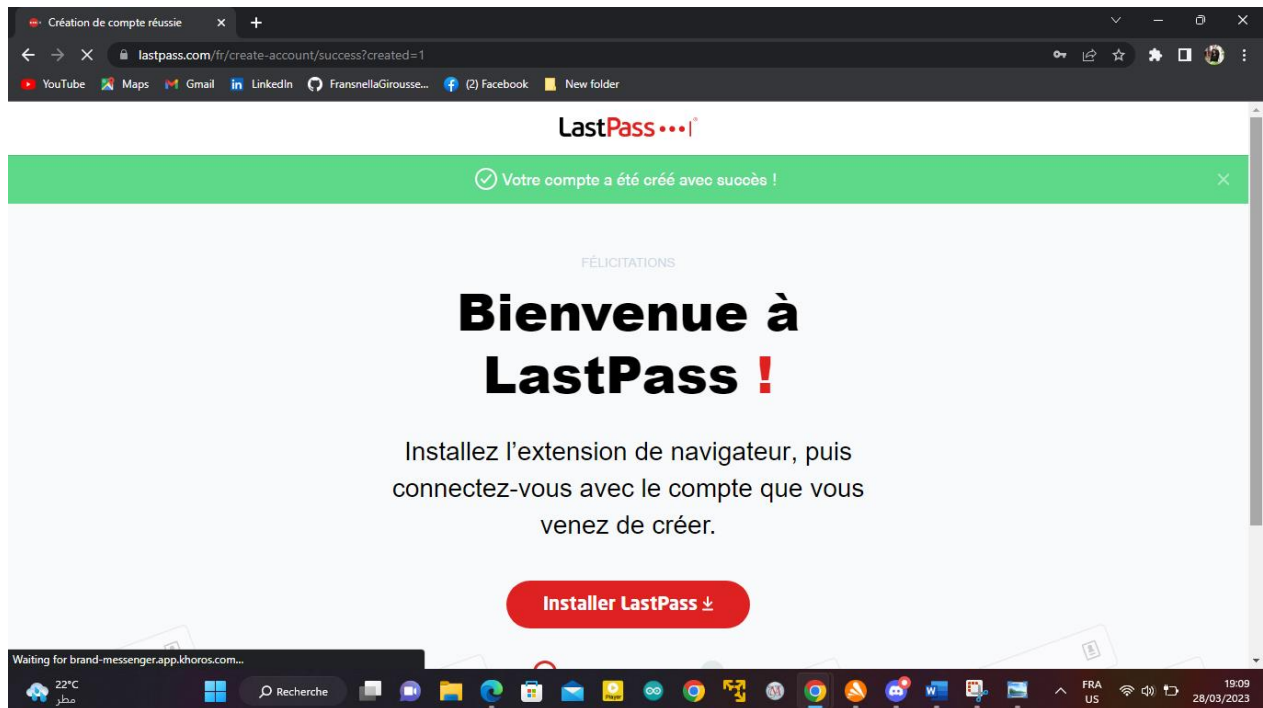 Création de compte réussie
lastpass.com/fr/create-account/success?created=1
YouTube Maps Gmail LinkedIn FransnellaGirousse... (2) Facebook New folder
LastPass
Votre compte a été créé avec succès !
FÉLICITATIONS
Bienvenue à
LastPass !
Installez l’extension de navigateur, puis
connectez-vous avec le compte que vous
venez de créer.
Installer LastPass
Waiting for brand-messenger.app.khoros.com...
22°C
مطر
Recherche
FRA
US
19:09
28/03/2023